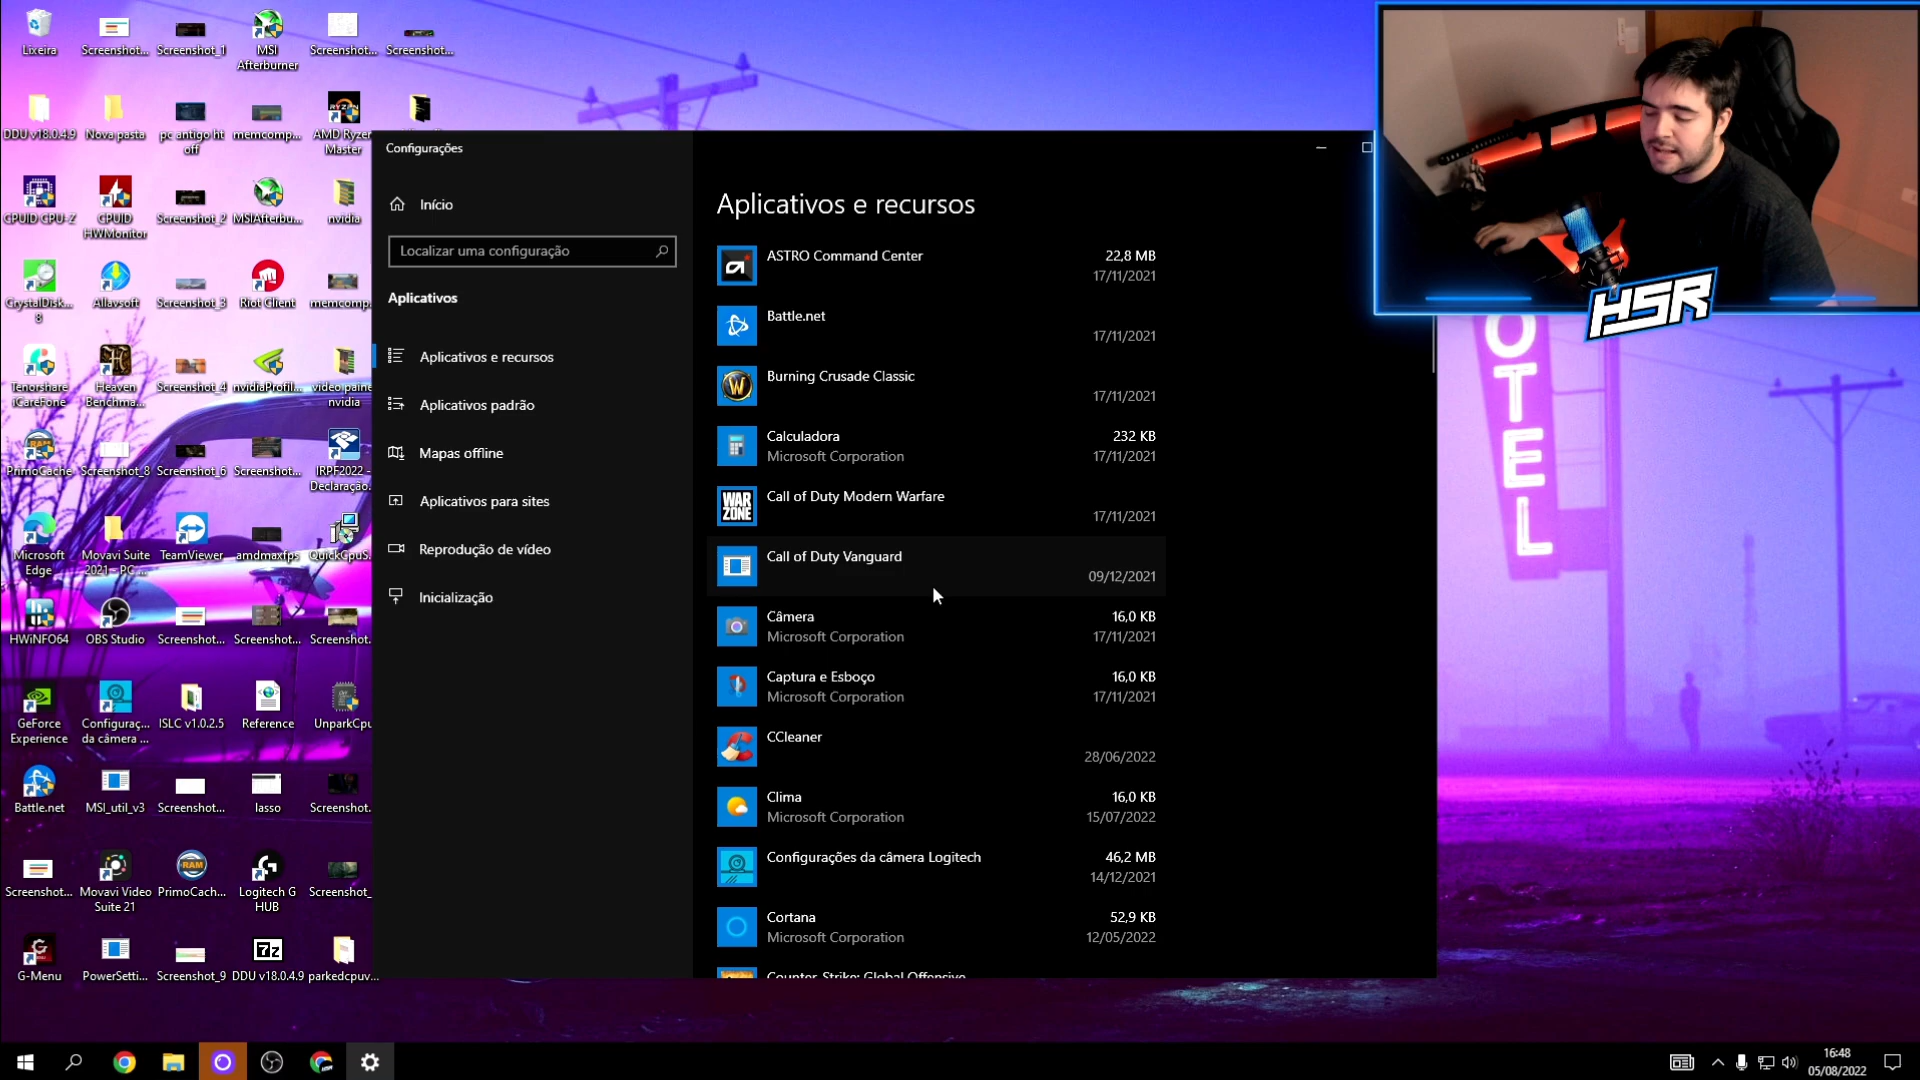 Lixeira
Screenshot...
Screenshot_1
MSI
Afterburner
Screenshot...
Screenshot...
DDU v18.0.4.9
Nova pasta
pc antigo ht
off
memcomp...
AMD Ryzen
Master
CPUID CPU-Z
CPUID
HWMonitor
Screenshot_2
MSIAfterbu...
nvidia
CrystalDisk...
8
Allavsoft
Screenshot_3
Riot Client
memcomp.
Tenorshare
iCareFone
Heaven
Benchma...
Screenshot_4
nvidiaProfil...
video paine
nvidia
PrimoCache
Screenshot_8
Screenshot_6
Screenshot...
IRPF2022 -
Declaração.
Microsoft
Edge
Movavi Suite
2021 - PC ...
TeamViewer
amdmaxfps
QuickCpuS.
HWiNFO64
OBS Studio
Screenshot...
Screenshot...
Screenshot.
GeForce
Experience
Configuraç...
da câmera ...
ISLC v1.0.2.5
Reference
UnparkCpu
Battle.net
MSI_util_v3
Screenshot...
lasso
Screenshot.
Screenshot...
Movavi Video
Suite 21
PrimoCach...
Logitech G
HUB
Screenshot_
G-Menu
PowerSetti...
Screenshot_9
DDU v18.0.4.9
parkedcpuv...
Configurações
Início
Localizar uma configuração
Aplicativos
Aplicativos e recursos
Aplicativos padrão
Mapas offline
Aplicativos para sites
Reprodução de vídeo
Inicialização
Aplicativos e recursos
ASTRO Command Center 22,8 MB
17/11/2021
Battle.net
17/11/2021
Burning Crusade Classic
17/11/2021
Calculadora 232 KB
Microsoft Corporation 17/11/2021
WAR
ZONE
Call of Duty Modern Warfare
17/11/2021
Call of Duty Vanguard
09/12/2021
Câmera 16,0 KB
Microsoft Corporation 17/11/2021
Captura e Esboço 16,0 KB
Microsoft Corporation 17/11/2021
CCleaner
28/06/2022
Clima 16,0 KB
Microsoft Corporation 15/07/2022
Configurações da câmera Logitech 46,2 MB
14/12/2021
Cortana 52,9 KB
Microsoft Corporation 12/05/2022
Counter-Strike: Global Offensive
HSR
OTEL
16:48
05/08/2022